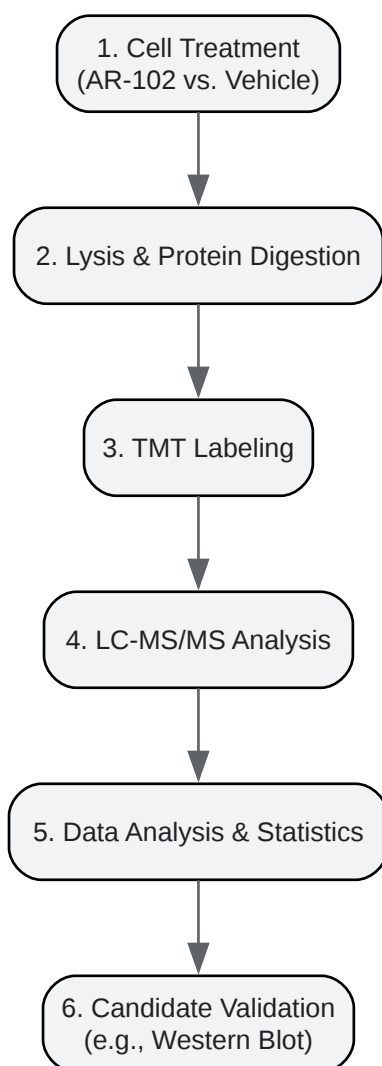 1. Cell Treatment
(AR-102 vs. Vehicle)
2. Lysis & Protein Digestion
3. TMT Labeling
4. LC-MS/MS Analysis
5. Data Analysis & Statistics
6. Candidate Validation
(e.g., Western Blot)